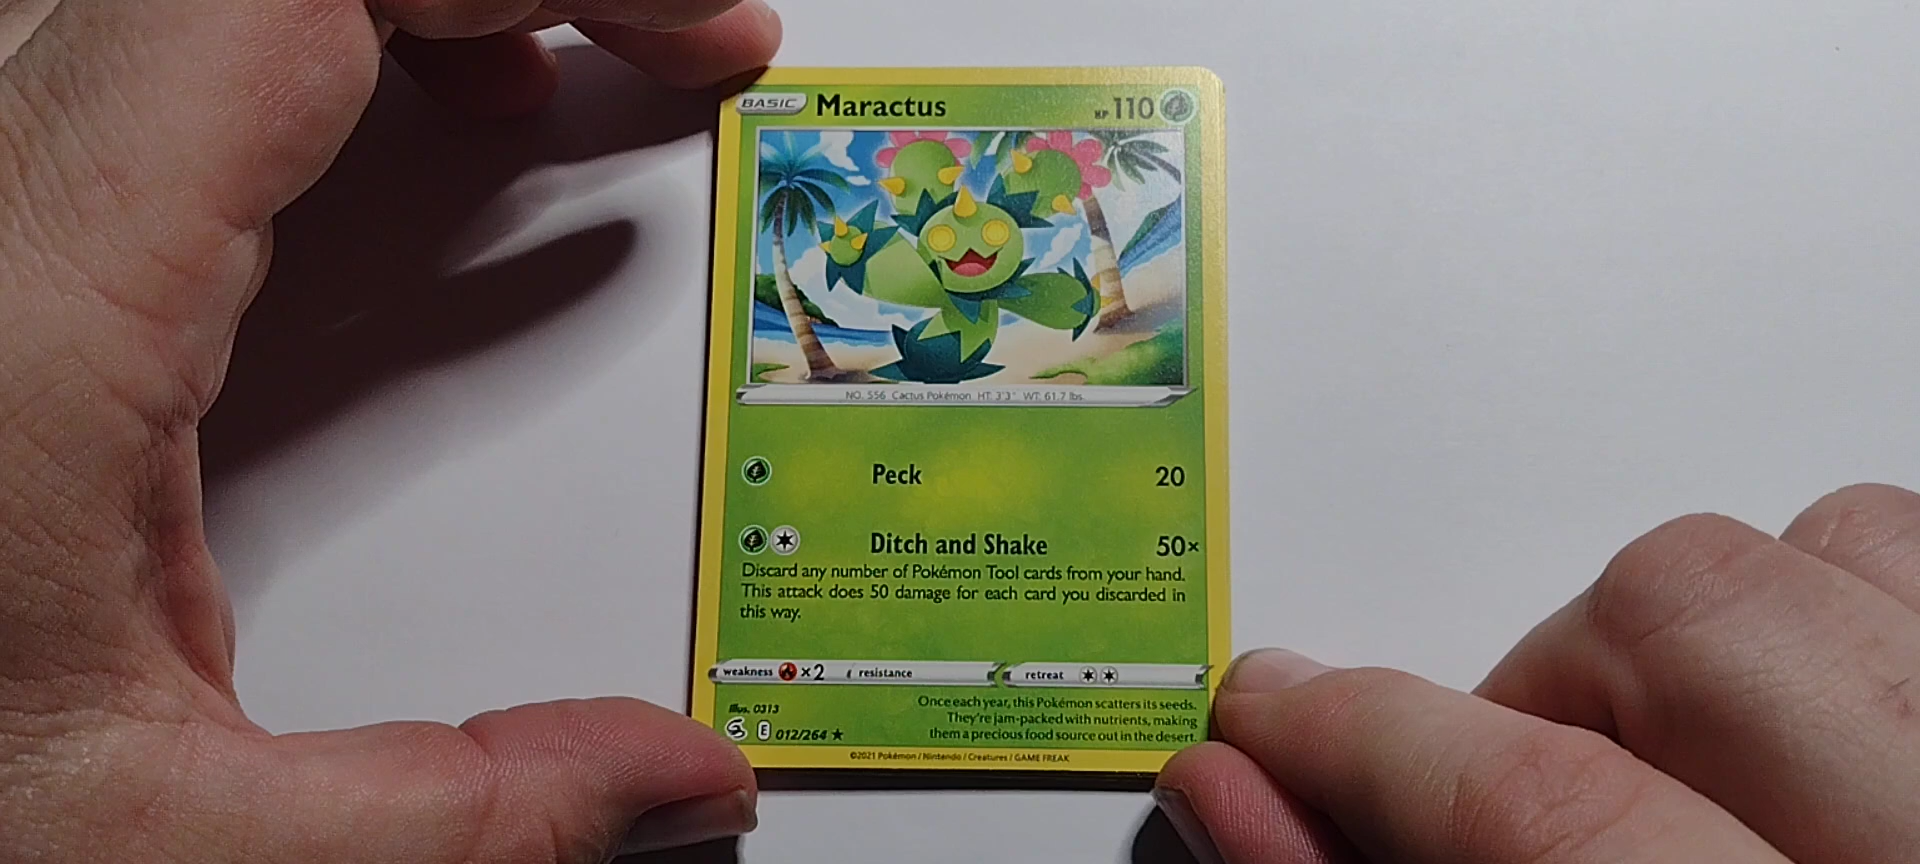 BASIC Maractus HP 110
NO. 556 Cactus Pokémon HT: 3'3" WT: 61.7 lbs.
Peck 20
Ditch and Shake 50×
Discard any number of Pokémon Tool cards from your hand.
This attack does 50 damage for each card you discarded in
this way.
weakness ×2 resistance retreat
Illus. 0313
Once each year, this Pokémon scatters its seeds.
They're jam-packed with nutrients, making
them a precious food source out in the desert.
E 012/264 ★
©2021 Pokémon / Nintendo / Creatures / GAME FREAK